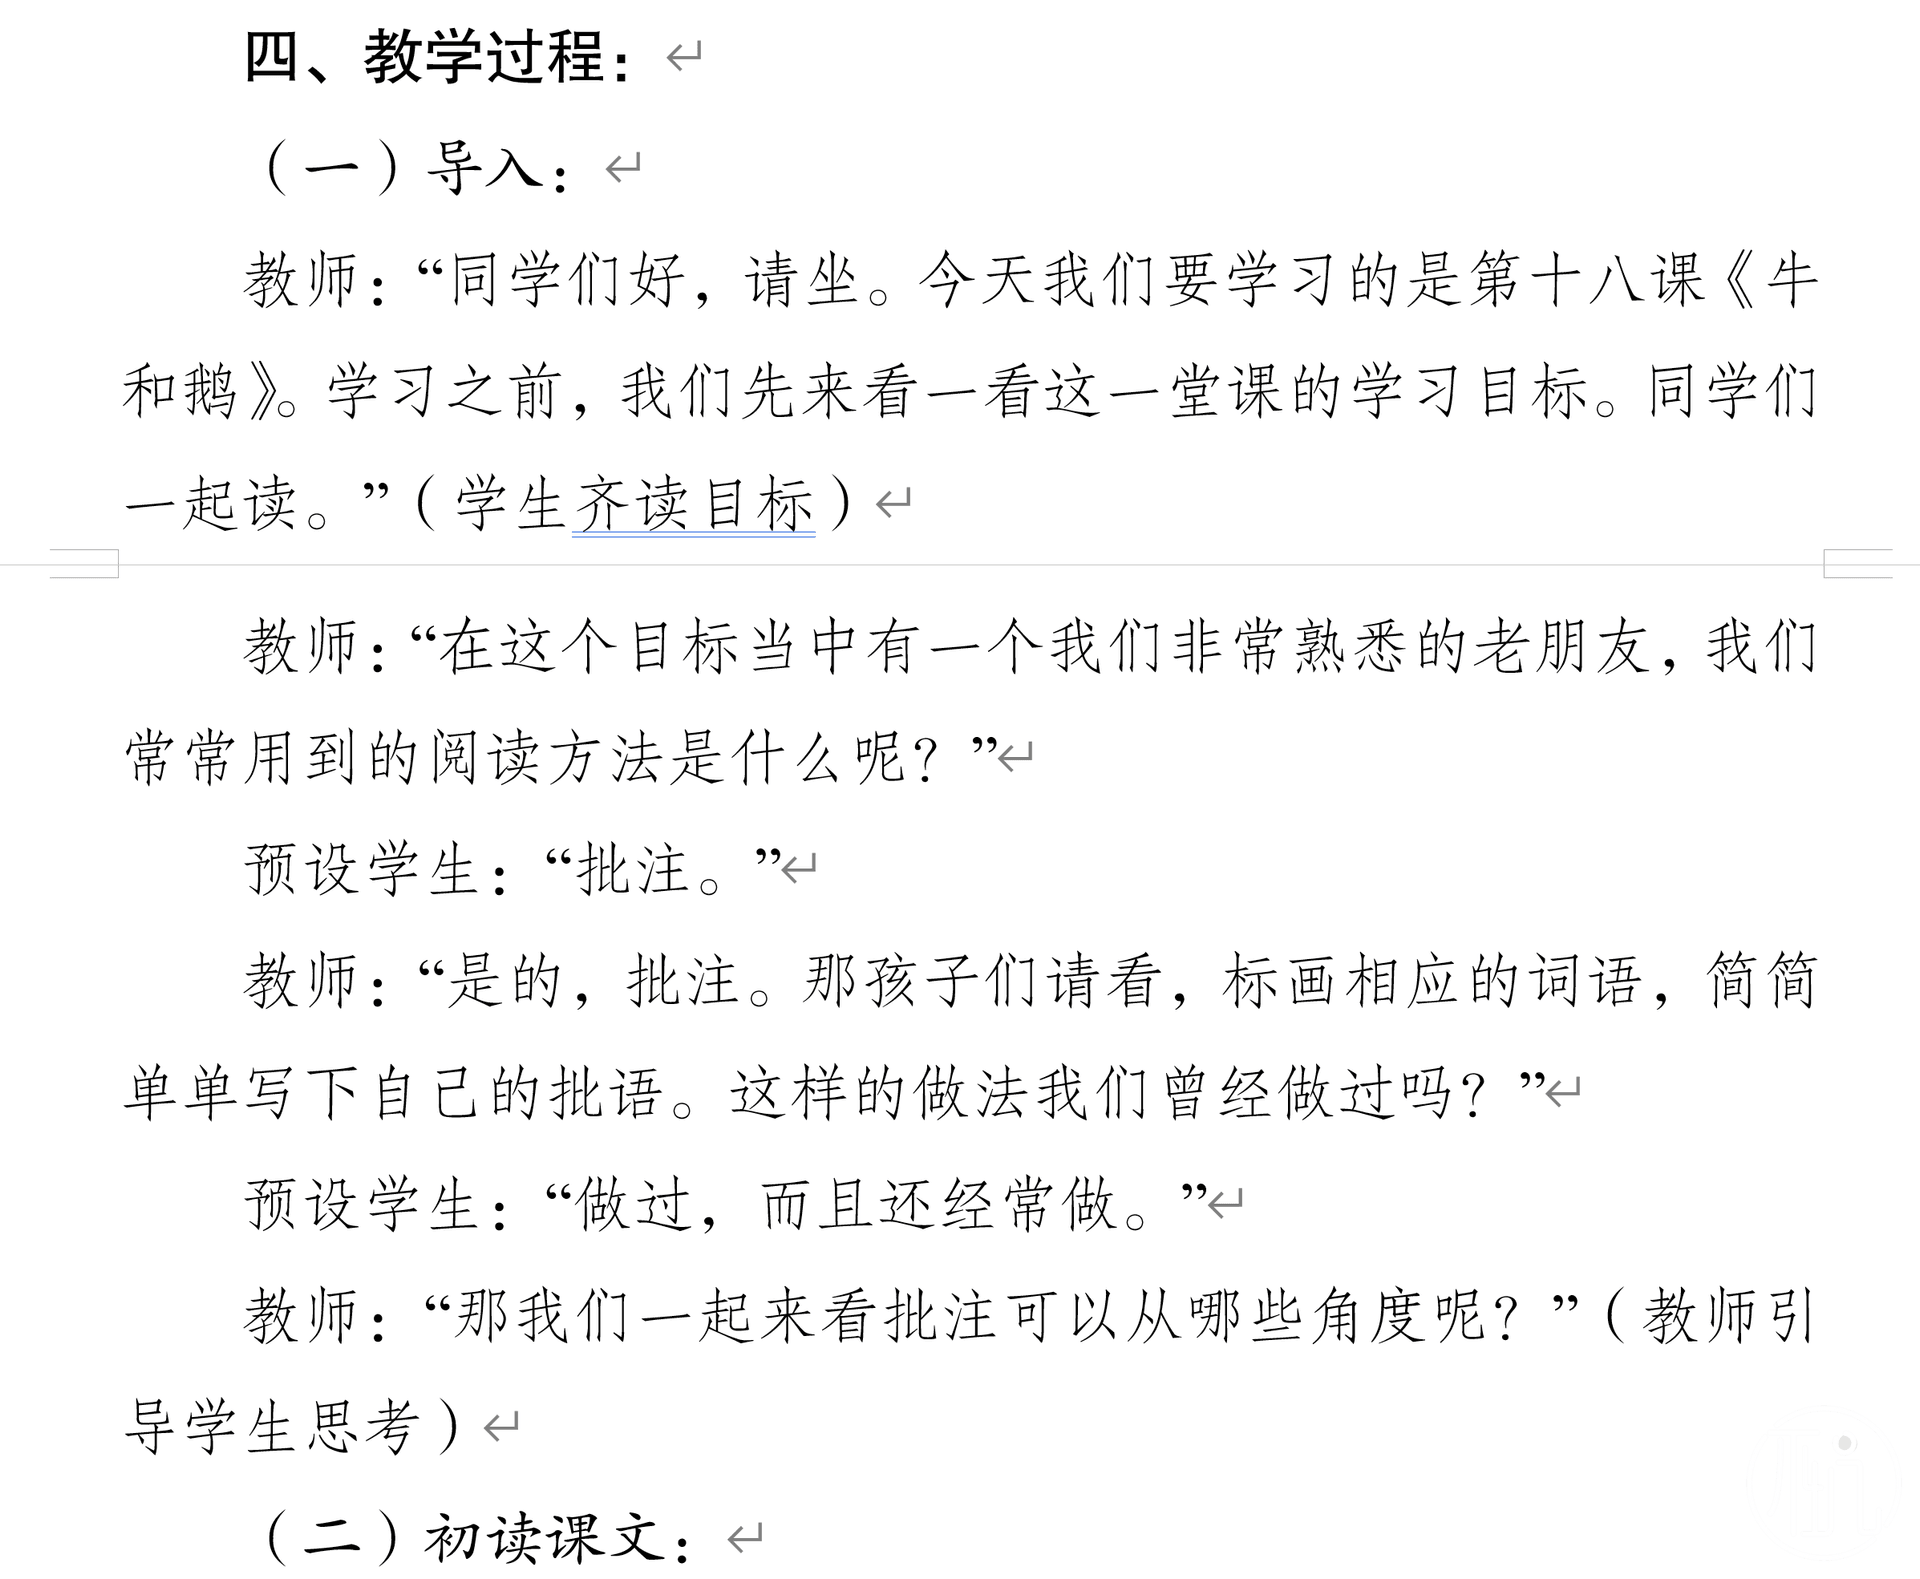 四、教学过程：
（一）导入：
教师：“同学们好，请坐。今天我们要学习的是第十八课《牛
和鹅》。学习之前，我们先来看一看这一堂课的学习目标。同学们
一起读。”（学生齐读目标）
教师：“在这个目标当中有一个我们非常熟悉的老朋友，我们
常常用到的阅读方法是什么呢？”
预设学生：“批注。”
教师：“是的，批注。那孩子们请看，标画相应的词语，简简
单单写下自己的批语。这样的做法我们曾经做过吗？”
预设学生：“做过，而且还经常做。”
教师：“那我们一起来看批注可以从哪些角度呢？”（教师引
导学生思考）
（二）初读课文：